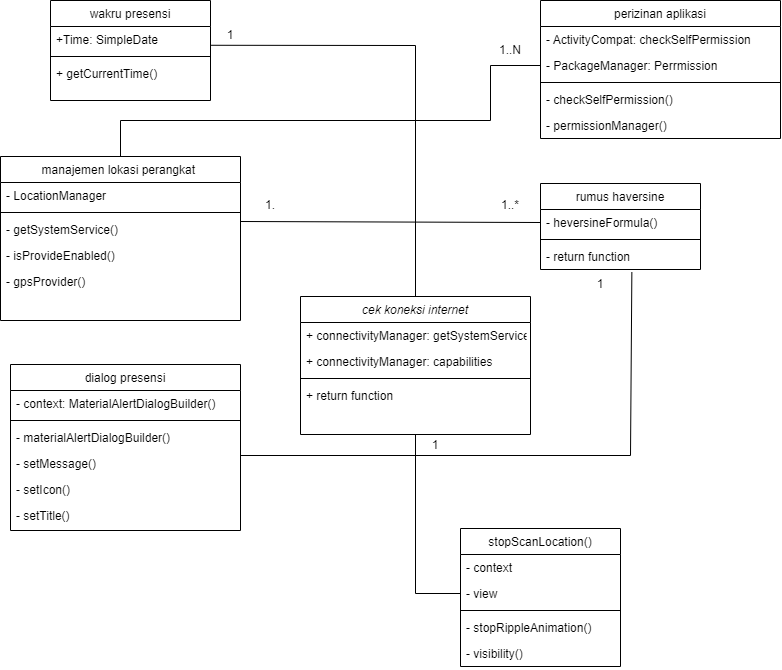 wakru presensi
+Time: SimpleDate
+ getCurrentTime()
1
perizinan aplikasi
- ActivityCompat: checkSelfPermission
- PackageManager: Perrmission
- checkSelfPermission()
- permissionManager()
1..N
manajemen lokasi perangkat
- LocationManager
- getSystemService()
- isProvideEnabled()
- gpsProvider()
1.
1..*
rumus haversine
- heversineFormula()
- return function
1
cek koneksi internet
+ connectivityManager: getSystemService
+ connectivityManager: capabilities
+ return function
1
dialog presensi
- context: MaterialAlertDialogBuilder()
- materialAlertDialogBuilder()
- setMessage()
- setIcon()
- setTitle()
stopScanLocation()
- context
- view
- stopRippleAnimation()
- visibility()